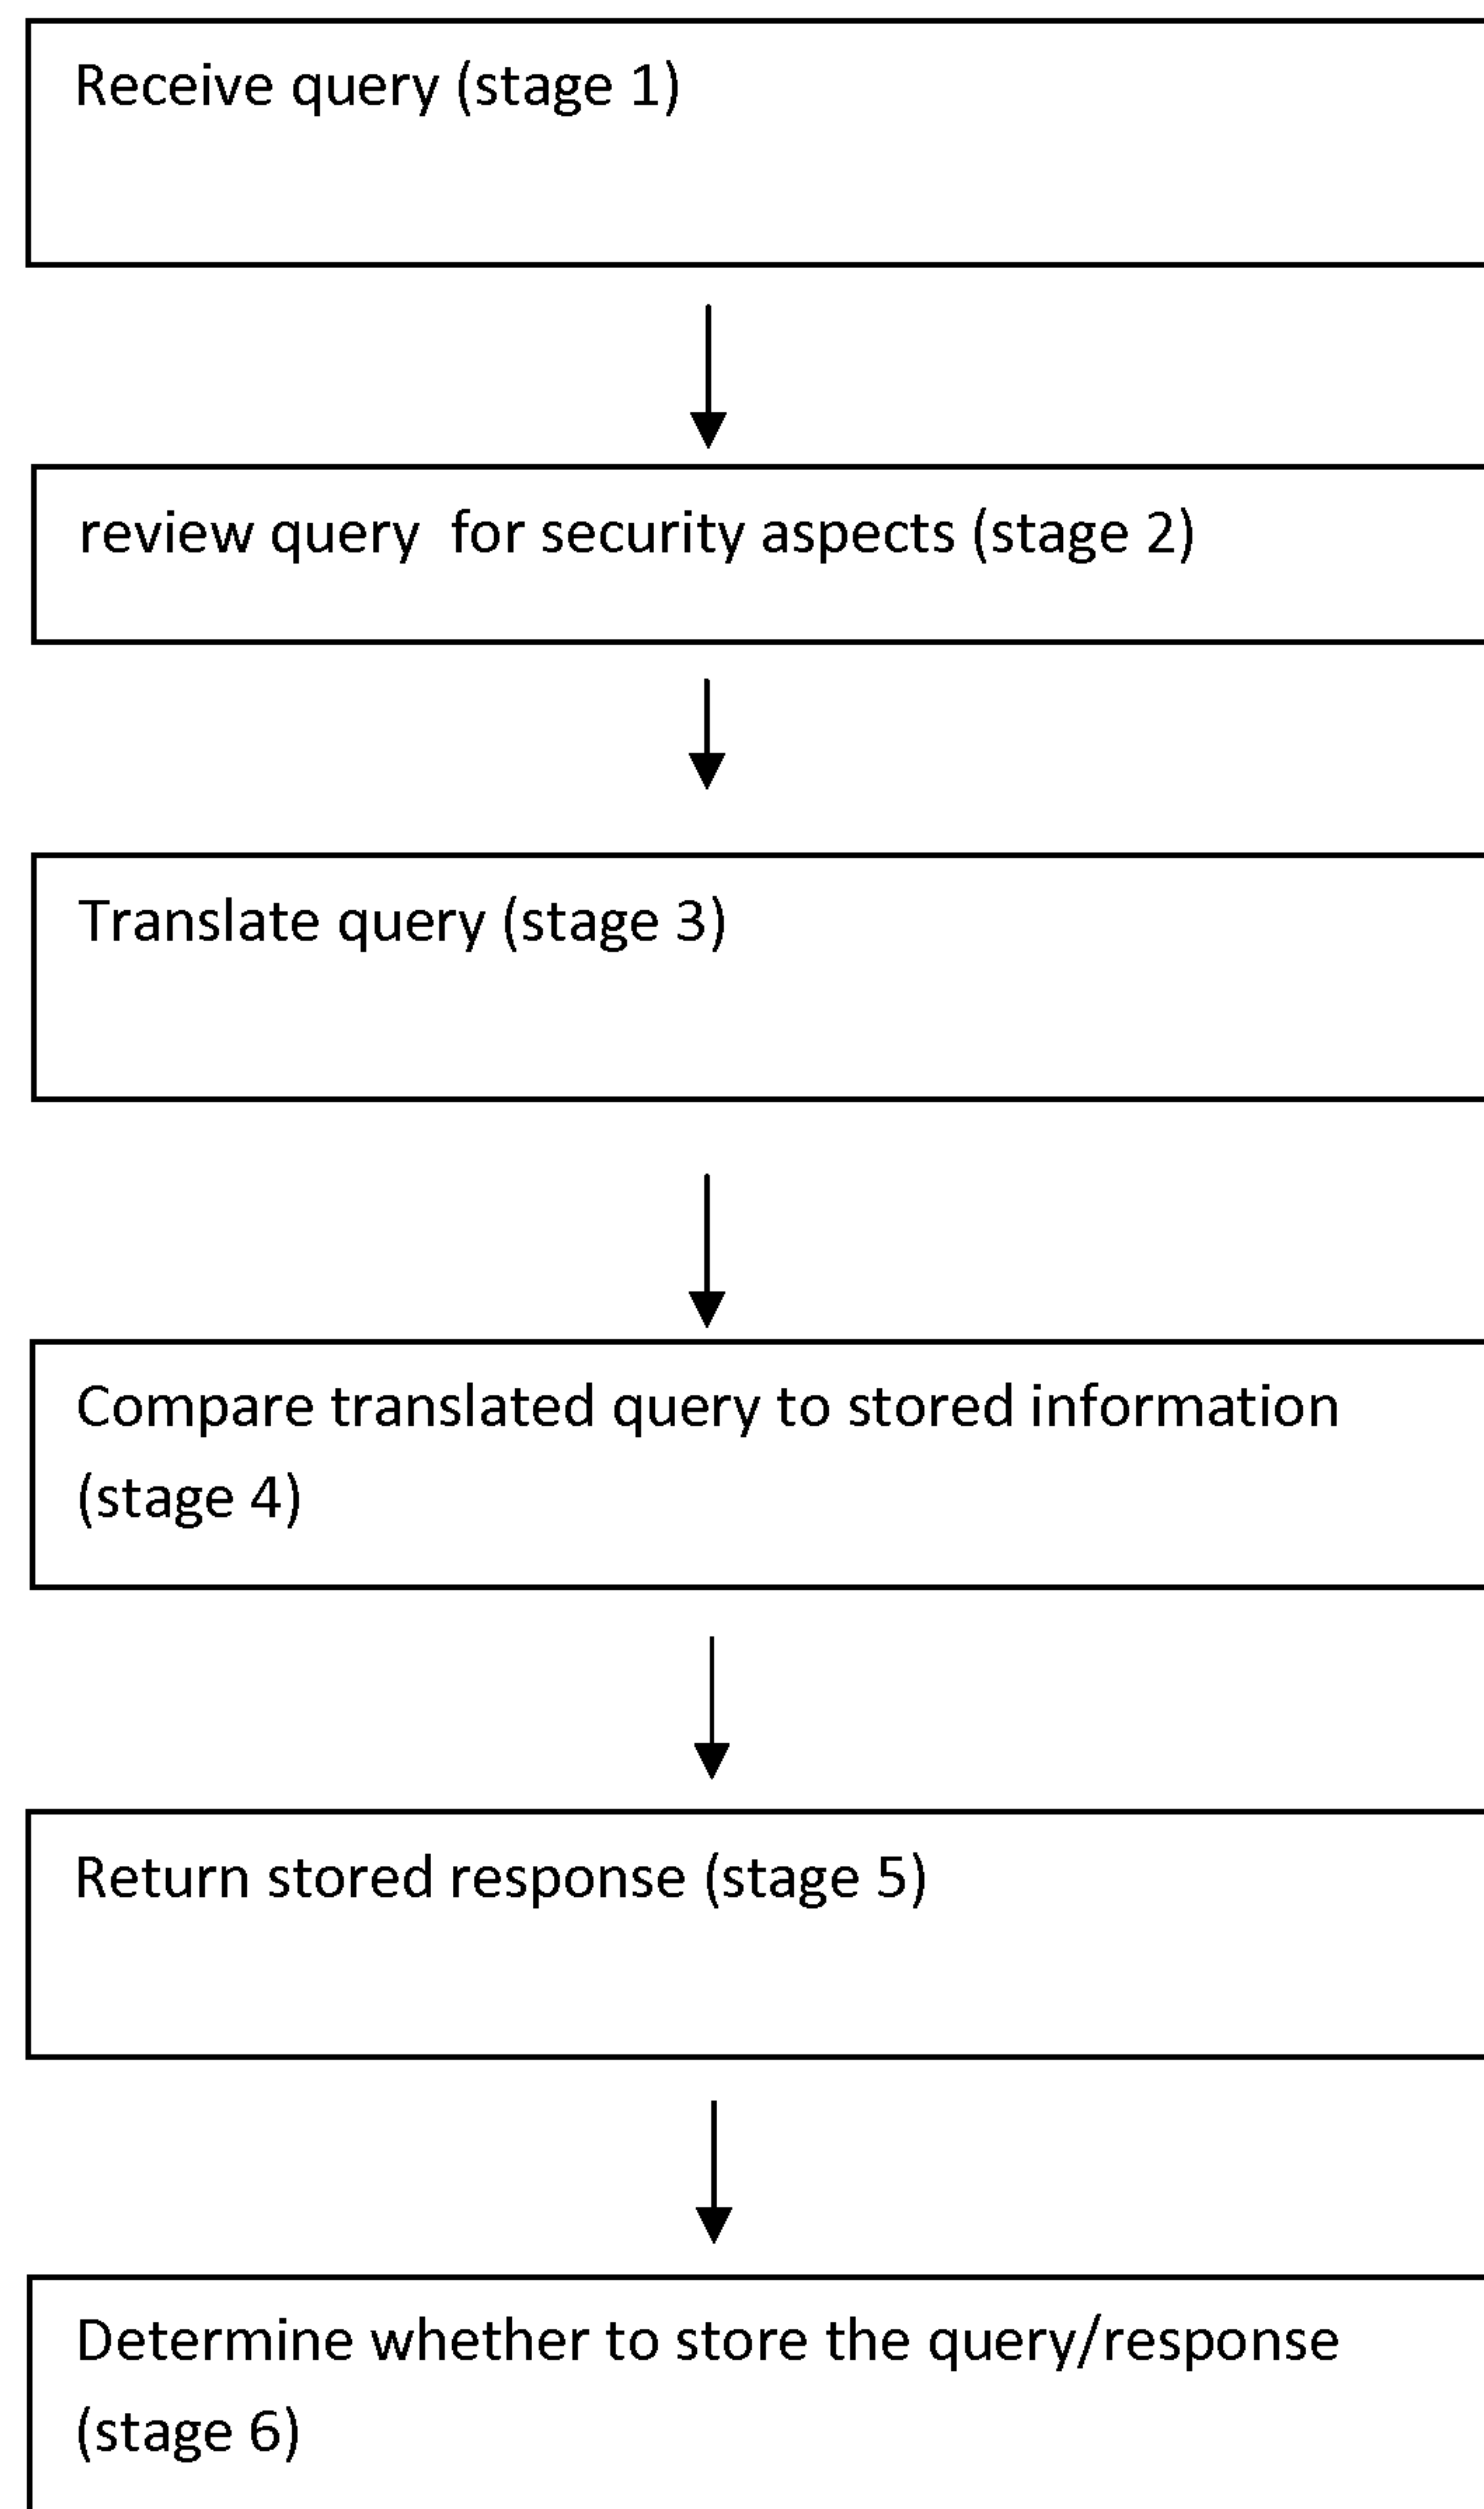 Receive query (stage 1)
review query  for security aspects (stage 2)
Translate query (stage 3)
Compare translated query to stored information
(stage 4)
Return stored response (stage 5)
Determine whether to store the query/response
(stage 6)